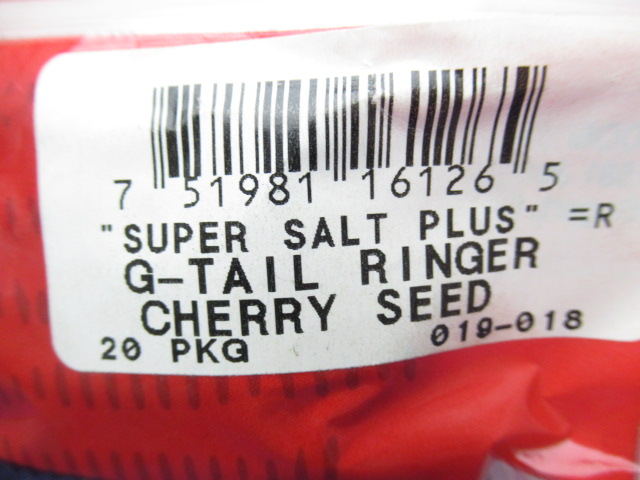 7 51981 16126 5
"SUPER SALT PLUS" =R
G-TAIL RINGER
CHERRY SEED
20 PKG 019-018